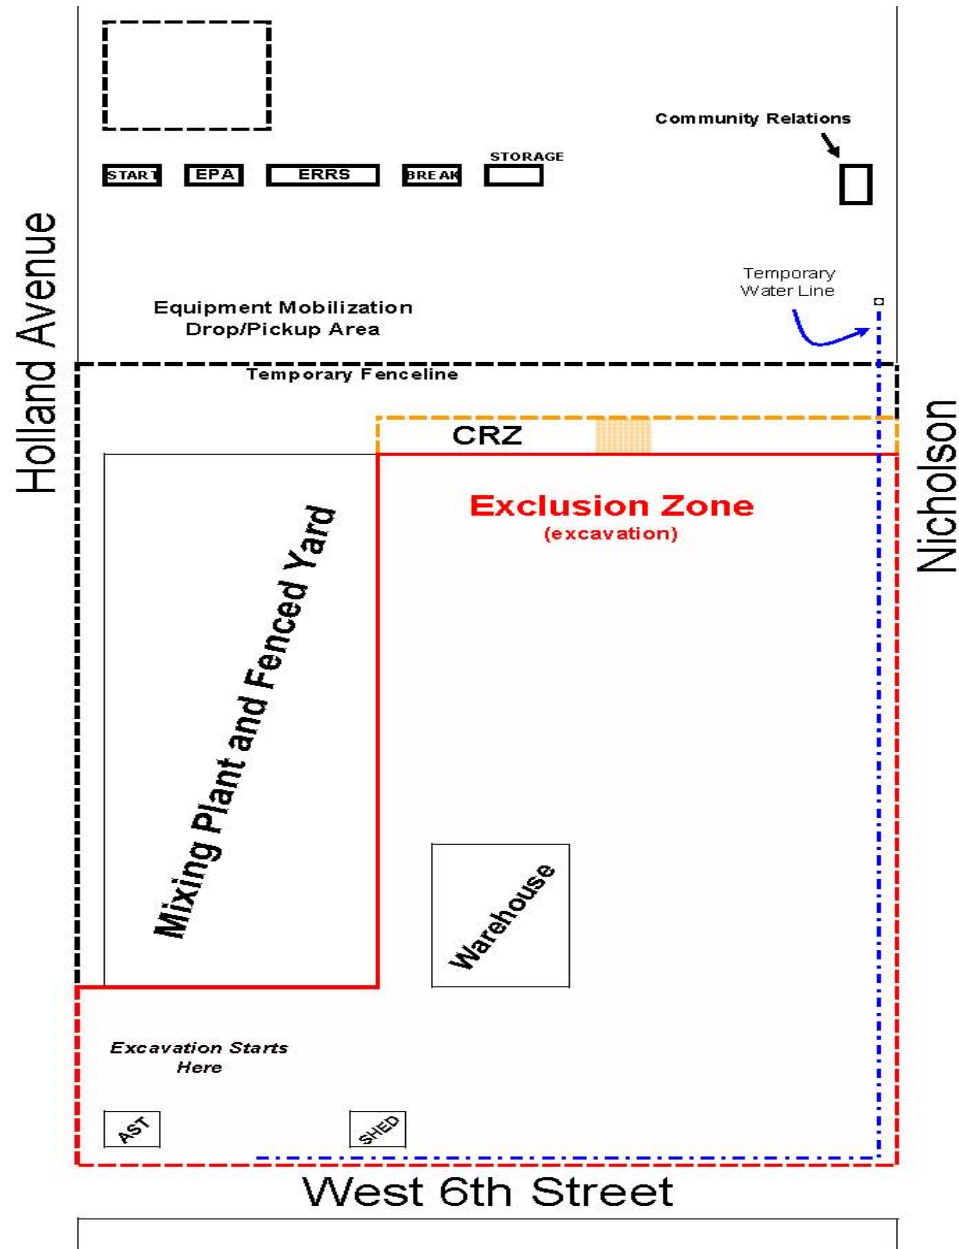 Community Relations
STORAGE
START
EPA
ERRS
BREAK
Holland Avenue
Temporary
Water Line
Equipment Mobilization
Drop/Pickup Area
Temporary Fenceline
Nicholson
CRZ
Exclusion Zone
(excavation)
Mixing Plant and Fenced Yard
Warehouse
Excavation Starts
Here
AST
SHED
West 6th Street